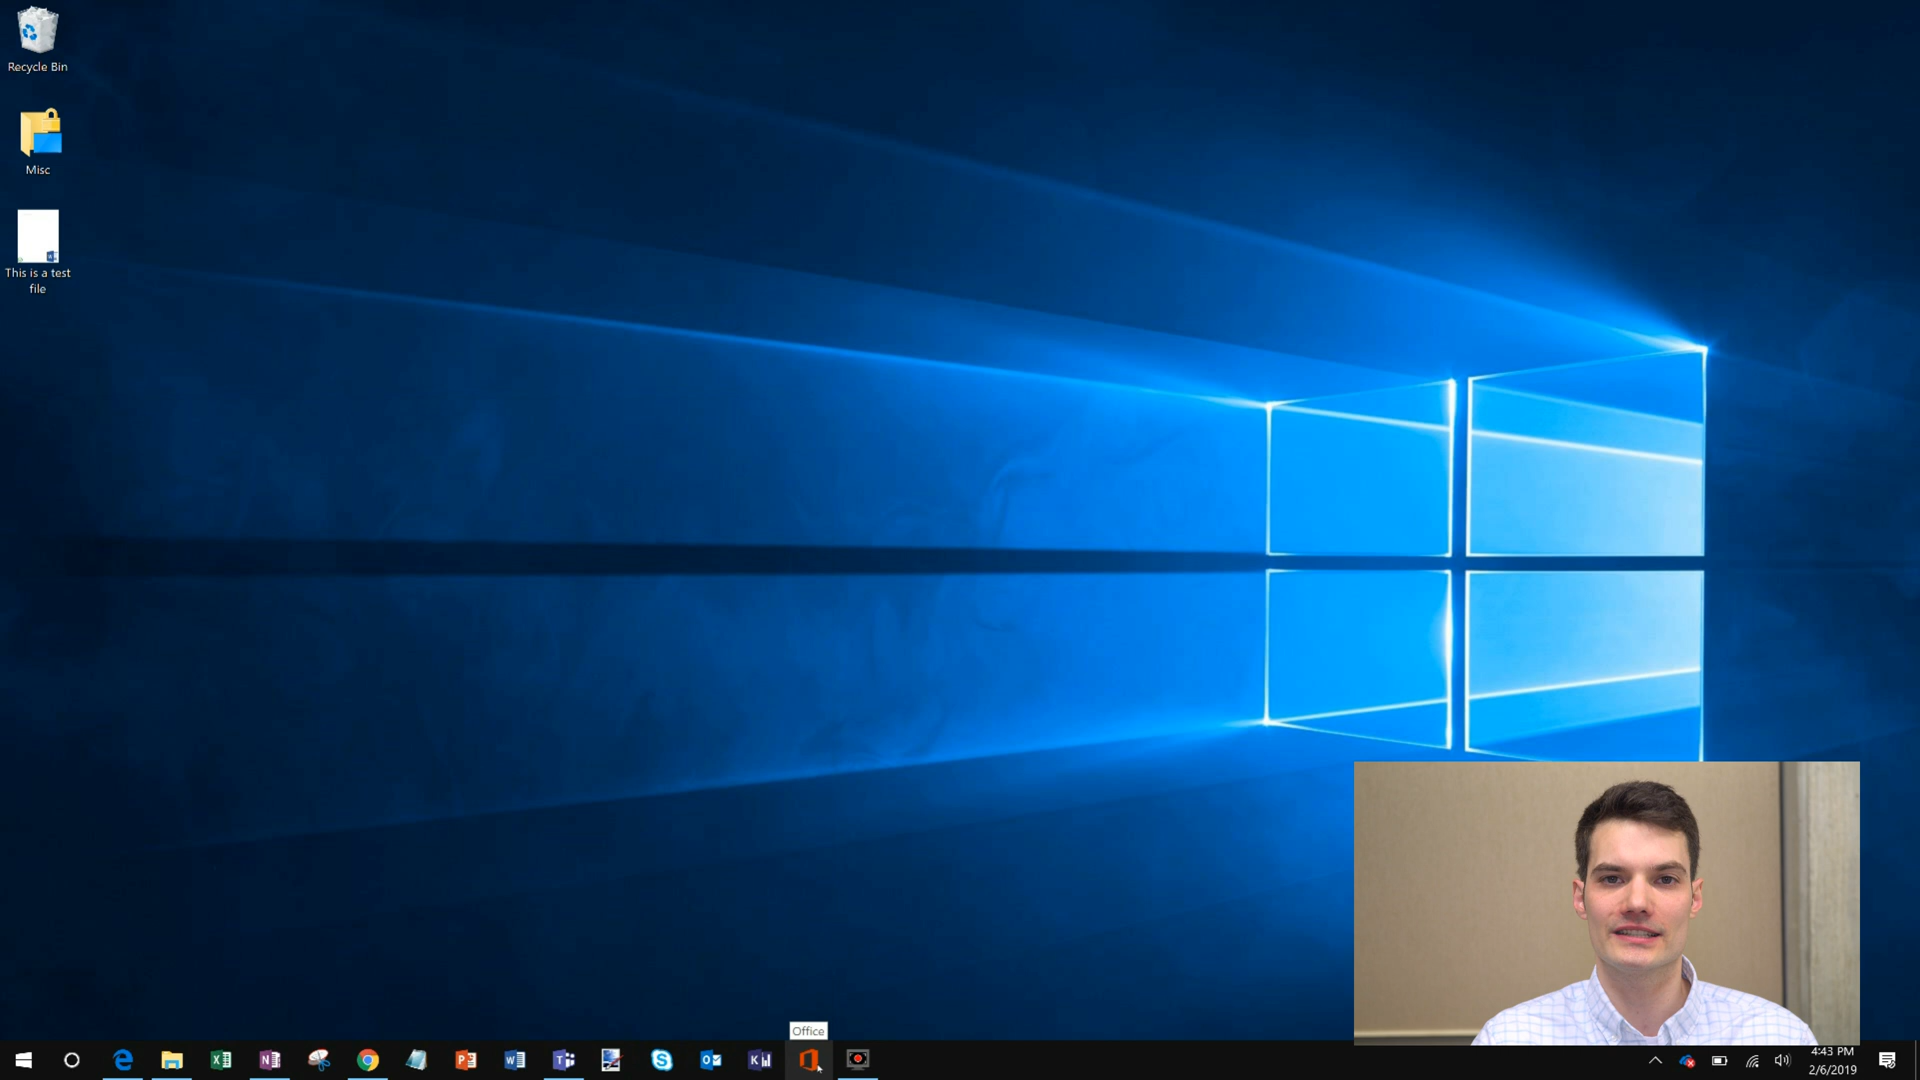 Recycle Bin
Misc
This is a test
file
Office
4:43 PM
2/6/2019